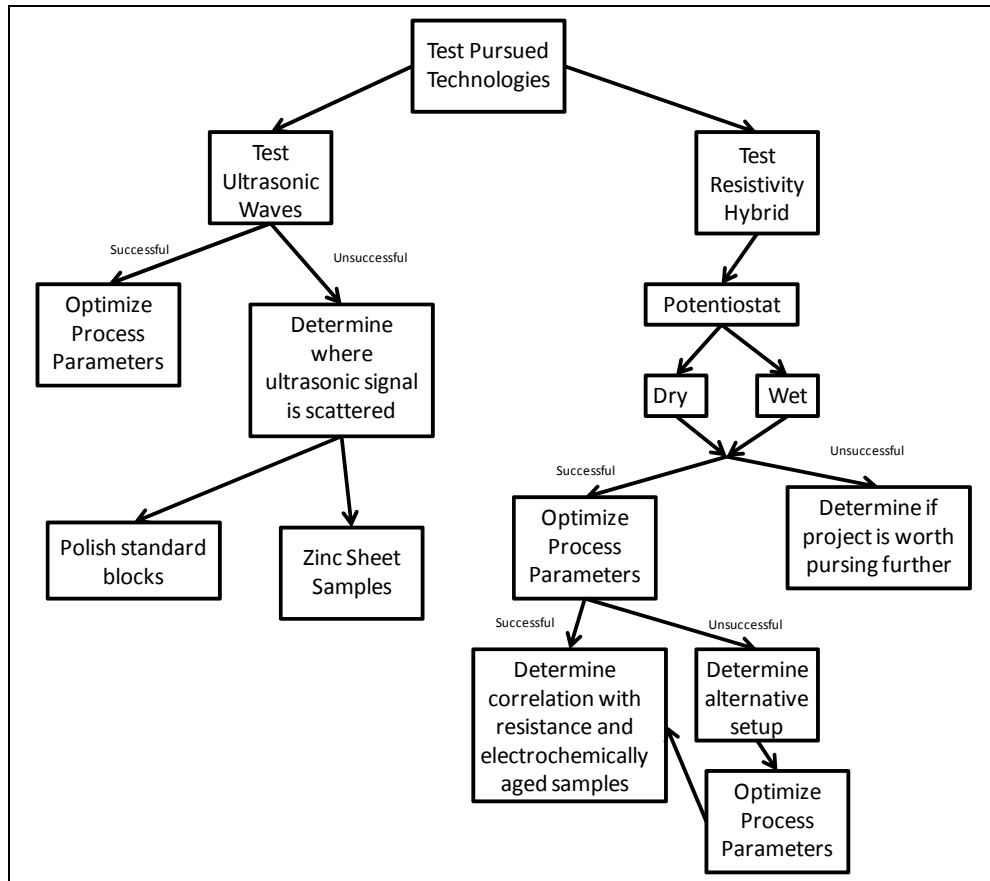 Test Pursued
Technologies
Test
Ultrasonic
Waves
Test
Resistivity
Hybrid
Successful
Unsuccessful
Optimize
Process
Parameters
Determine
where
ultrasonic signal
is scattered
Potentiostat
Dry
Wet
Polish standard
blocks
Zinc Sheet
Samples
Successful
Unsuccessful
Optimize
Process
Parameters
Determine if
project is worth
pursing further
Successful
Unsuccessful
Determine
correlation with
resistance and
electrochemically
aged samples
Determine
alternative
setup
Optimize
Process
Parameters